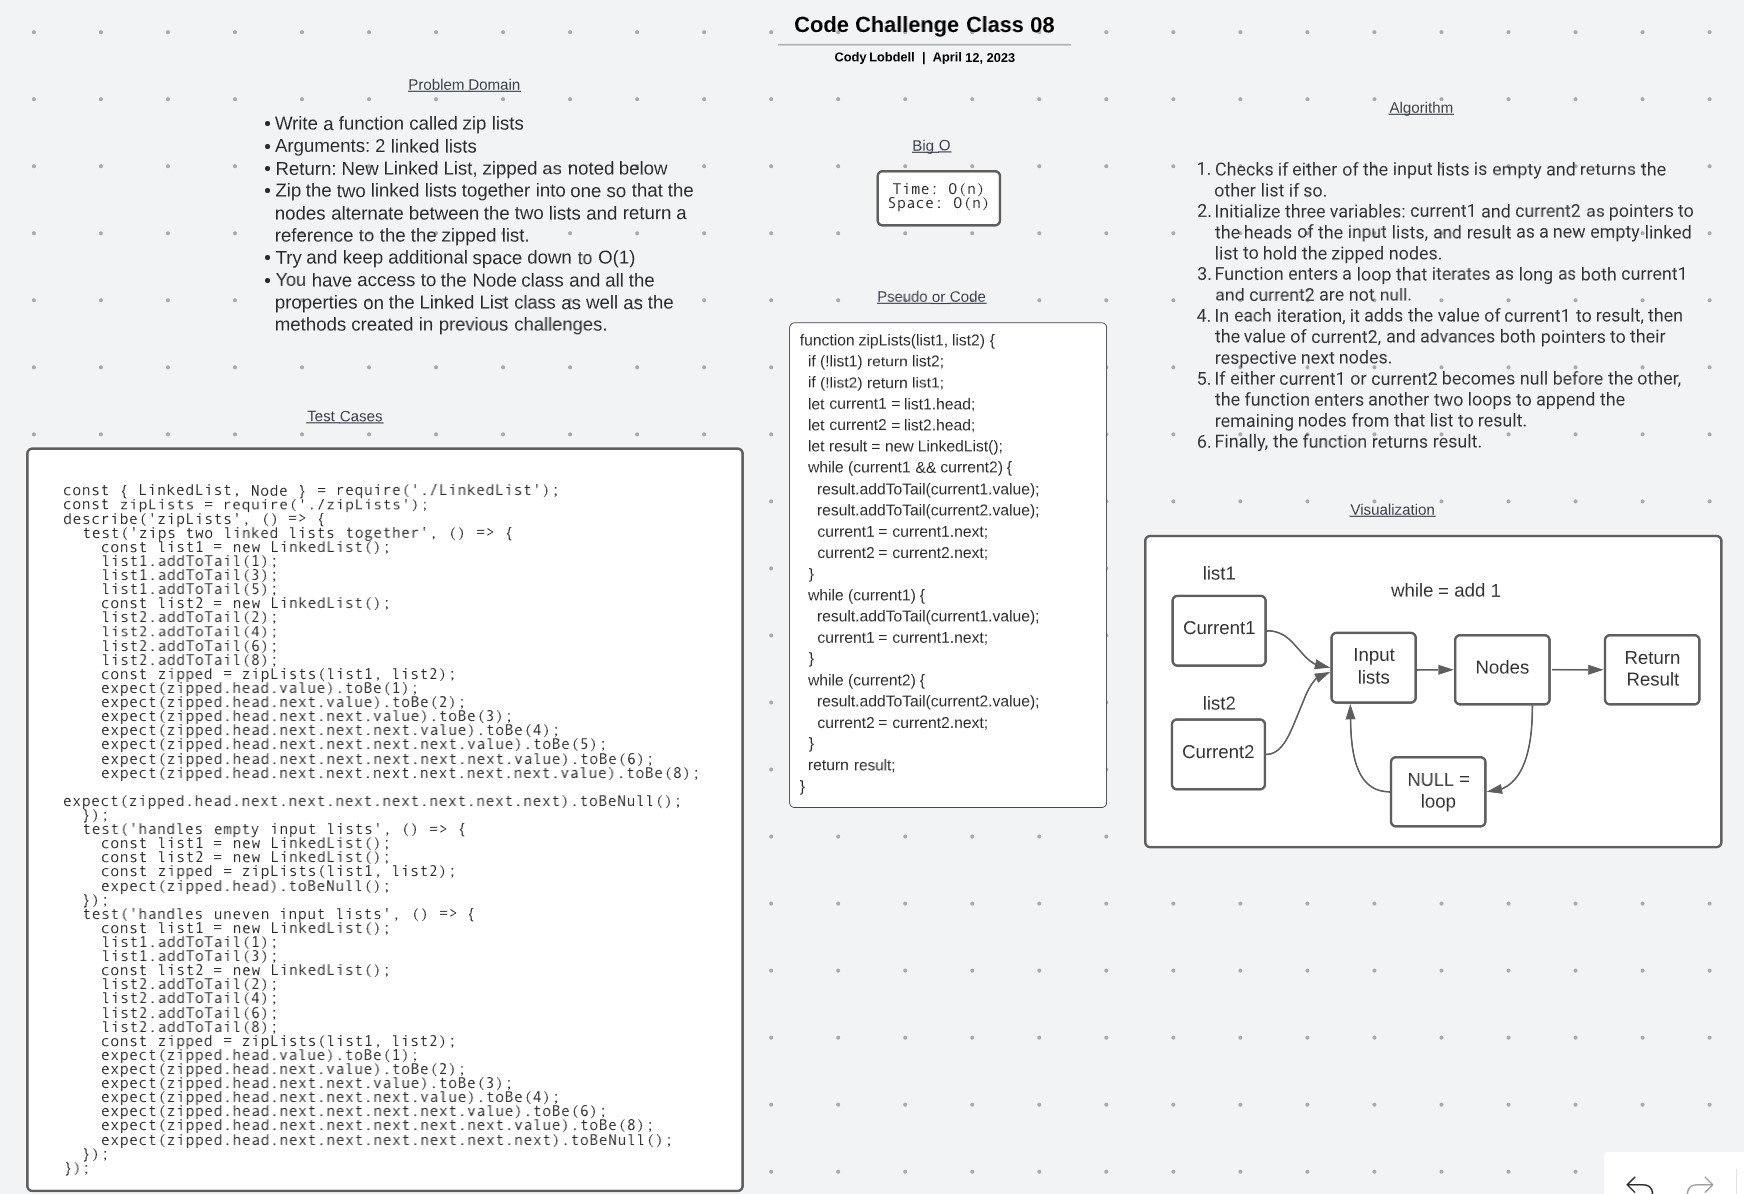 Code Challenge Class 08
Cody Lobdell | April 12, 2023
Problem Domain
• Write a function called zip lists
• Arguments: 2 linked lists
• Return: New Linked List, zipped as noted below
• Zip the two linked lists together into one so that the
nodes alternate between the two lists and return a
reference to the the zipped list.
• Try and keep additional space down to O(1)
• You have access to the Node class and all the
properties on the Linked List class as well as the
methods created in previous challenges.
Test Cases
const { LinkedList, Node } = require('./LinkedList');
const zipLists = require('./zipLists');
describe('zipLists', () => {
  test('zips two linked lists together', () => {
    const list1 = new LinkedList();
    list1.addToTail(1);
    list1.addToTail(3);
    list1.addToTail(5);
    const list2 = new LinkedList();
    list2.addToTail(2);
    list2.addToTail(4);
    list2.addToTail(6);
    list2.addToTail(8);
    const zipped = zipLists(list1, list2);
    expect(zipped.head.value).toBe(1);
    expect(zipped.head.next.value).toBe(2);
    expect(zipped.head.next.next.value).toBe(3);
    expect(zipped.head.next.next.next.value).toBe(4);
    expect(zipped.head.next.next.next.next.value).toBe(5);
    expect(zipped.head.next.next.next.next.next.value).toBe(6);
    expect(zipped.head.next.next.next.next.next.next.value).toBe(8);
expect(zipped.head.next.next.next.next.next.next.next).toBeNull();
  });
  test('handles empty input lists', () => {
    const list1 = new LinkedList();
    const list2 = new LinkedList();
    const zipped = zipLists(list1, list2);
    expect(zipped.head).toBeNull();
  });
  test('handles uneven input lists', () => {
    const list1 = new LinkedList();
    list1.addToTail(1);
    list1.addToTail(3);
    const list2 = new LinkedList();
    list2.addToTail(2);
    list2.addToTail(4);
    list2.addToTail(6);
    list2.addToTail(8);
    const zipped = zipLists(list1, list2);
    expect(zipped.head.value).toBe(1);
    expect(zipped.head.next.value).toBe(2);
    expect(zipped.head.next.next.value).toBe(3);
    expect(zipped.head.next.next.next.value).toBe(4);
    expect(zipped.head.next.next.next.next.value).toBe(6);
    expect(zipped.head.next.next.next.next.next.value).toBe(8);
    expect(zipped.head.next.next.next.next.next.next).toBeNull();
  });
});
Big O
Time: O(n)
Space: O(n)
Pseudo or Code
function zipLists(list1, list2) {
  if (!list1) return list2;
  if (!list2) return list1;
  let current1 = list1.head;
  let current2 = list2.head;
  let result = new LinkedList();
  while (current1 && current2) {
    result.addToTail(current1.value);
    result.addToTail(current2.value);
    current1 = current1.next;
    current2 = current2.next;
  }
  while (current1) {
    result.addToTail(current1.value);
    current1 = current1.next;
  }
  while (current2) {
    result.addToTail(current2.value);
    current2 = current2.next;
  }
  return result;
}
Algorithm
1. Checks if either of the input lists is empty and returns the
other list if so.
2. Initialize three variables: current1 and current2 as pointers to
the heads of the input lists, and result as a new empty linked
list to hold the zipped nodes.
3. Function enters a loop that iterates as long as both current1
and current2 are not null.
4. In each iteration, it adds the value of current1 to result, then
the value of current2, and advances both pointers to their
respective next nodes.
5. If either current1 or current2 becomes null before the other,
the function enters another two loops to append the
remaining nodes from that list to result.
6. Finally, the function returns result.
Visualization
list1
while = add 1
Current1
Input
lists
Nodes
Return
Result
list2
Current2
NULL =
loop